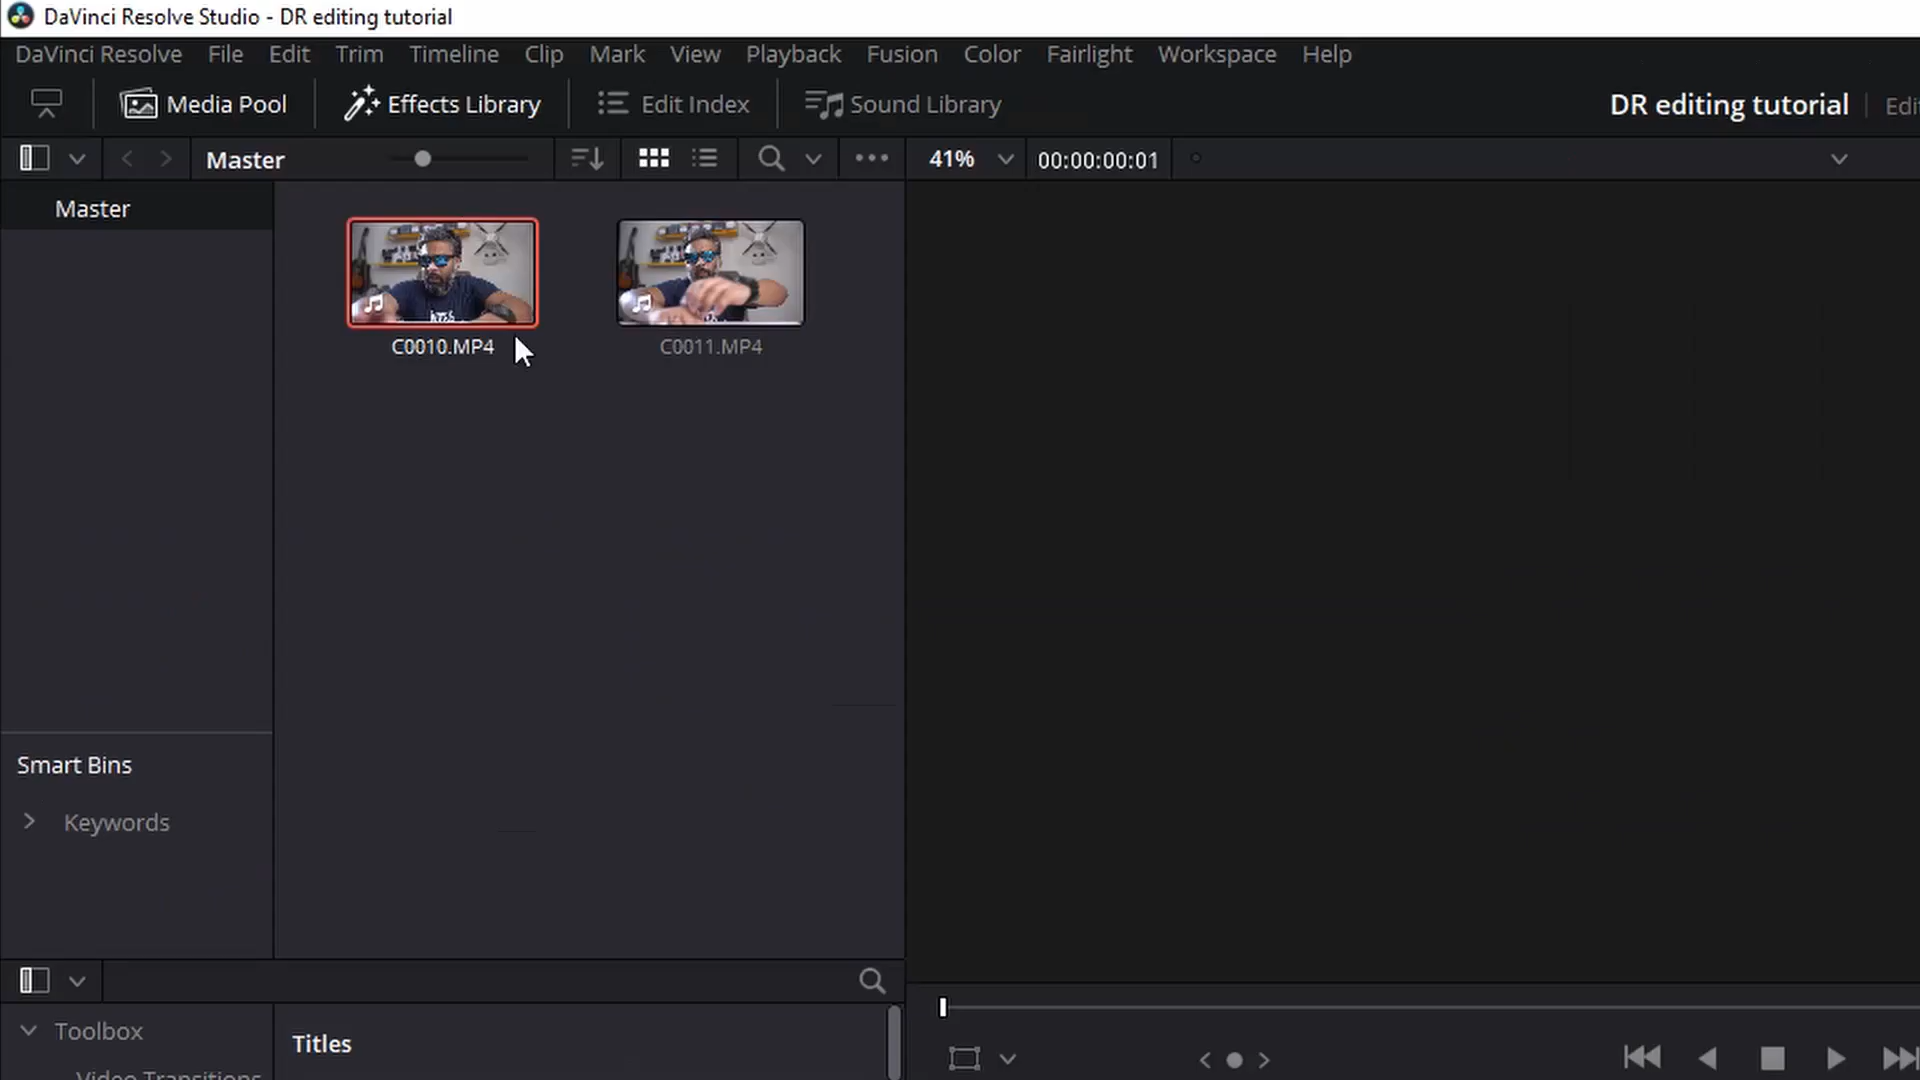 DaVinci Resolve Studio - DR editing tutorial
DaVinci Resolve File Edit Trim Timeline Clip Mark View Playback Fusion Color Fairlight Workspace Help
Media Pool Effects Library Edit Index Sound Library DR editing tutorial
Master 41% 00:00:00:01
Master
C0010.MP4 C0011.MP4
Smart Bins
Keywords
Toolbox
Titles
Video Transitions